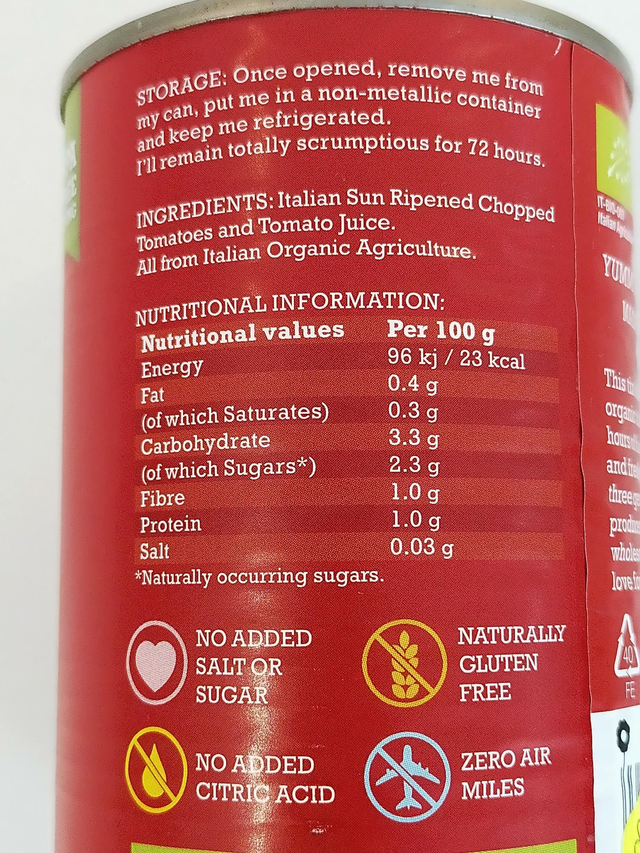 STORAGE: Once opened, remove me from
my can, put me in a non-metallic container
and keep me refrigerated.
I'll remain totally scrumptious for 72 hours.
INGREDIENTS: Italian Sun Ripened Chopped
Tomatoes and Tomato Juice.
All from Italian Organic Agriculture.
NUTRITIONAL INFORMATION:
Nutritional values Per 100 g
Energy 96 kj / 23 kcal
Fat 0.4 g
(of which Saturates) 0.3 g
Carbohydrate 3.3 g
(of which Sugars*) 2.3 g
Fibre 1.0 g
Protein 1.0 g
Salt 0.03 g
*Naturally occurring sugars.
NO ADDED
SALT OR
SUGAR
NATURALLY
GLUTEN
FREE
NO ADDED
CITRIC ACID
ZERO AIR
MILES
Italian
This
hours
and
three
40
FE